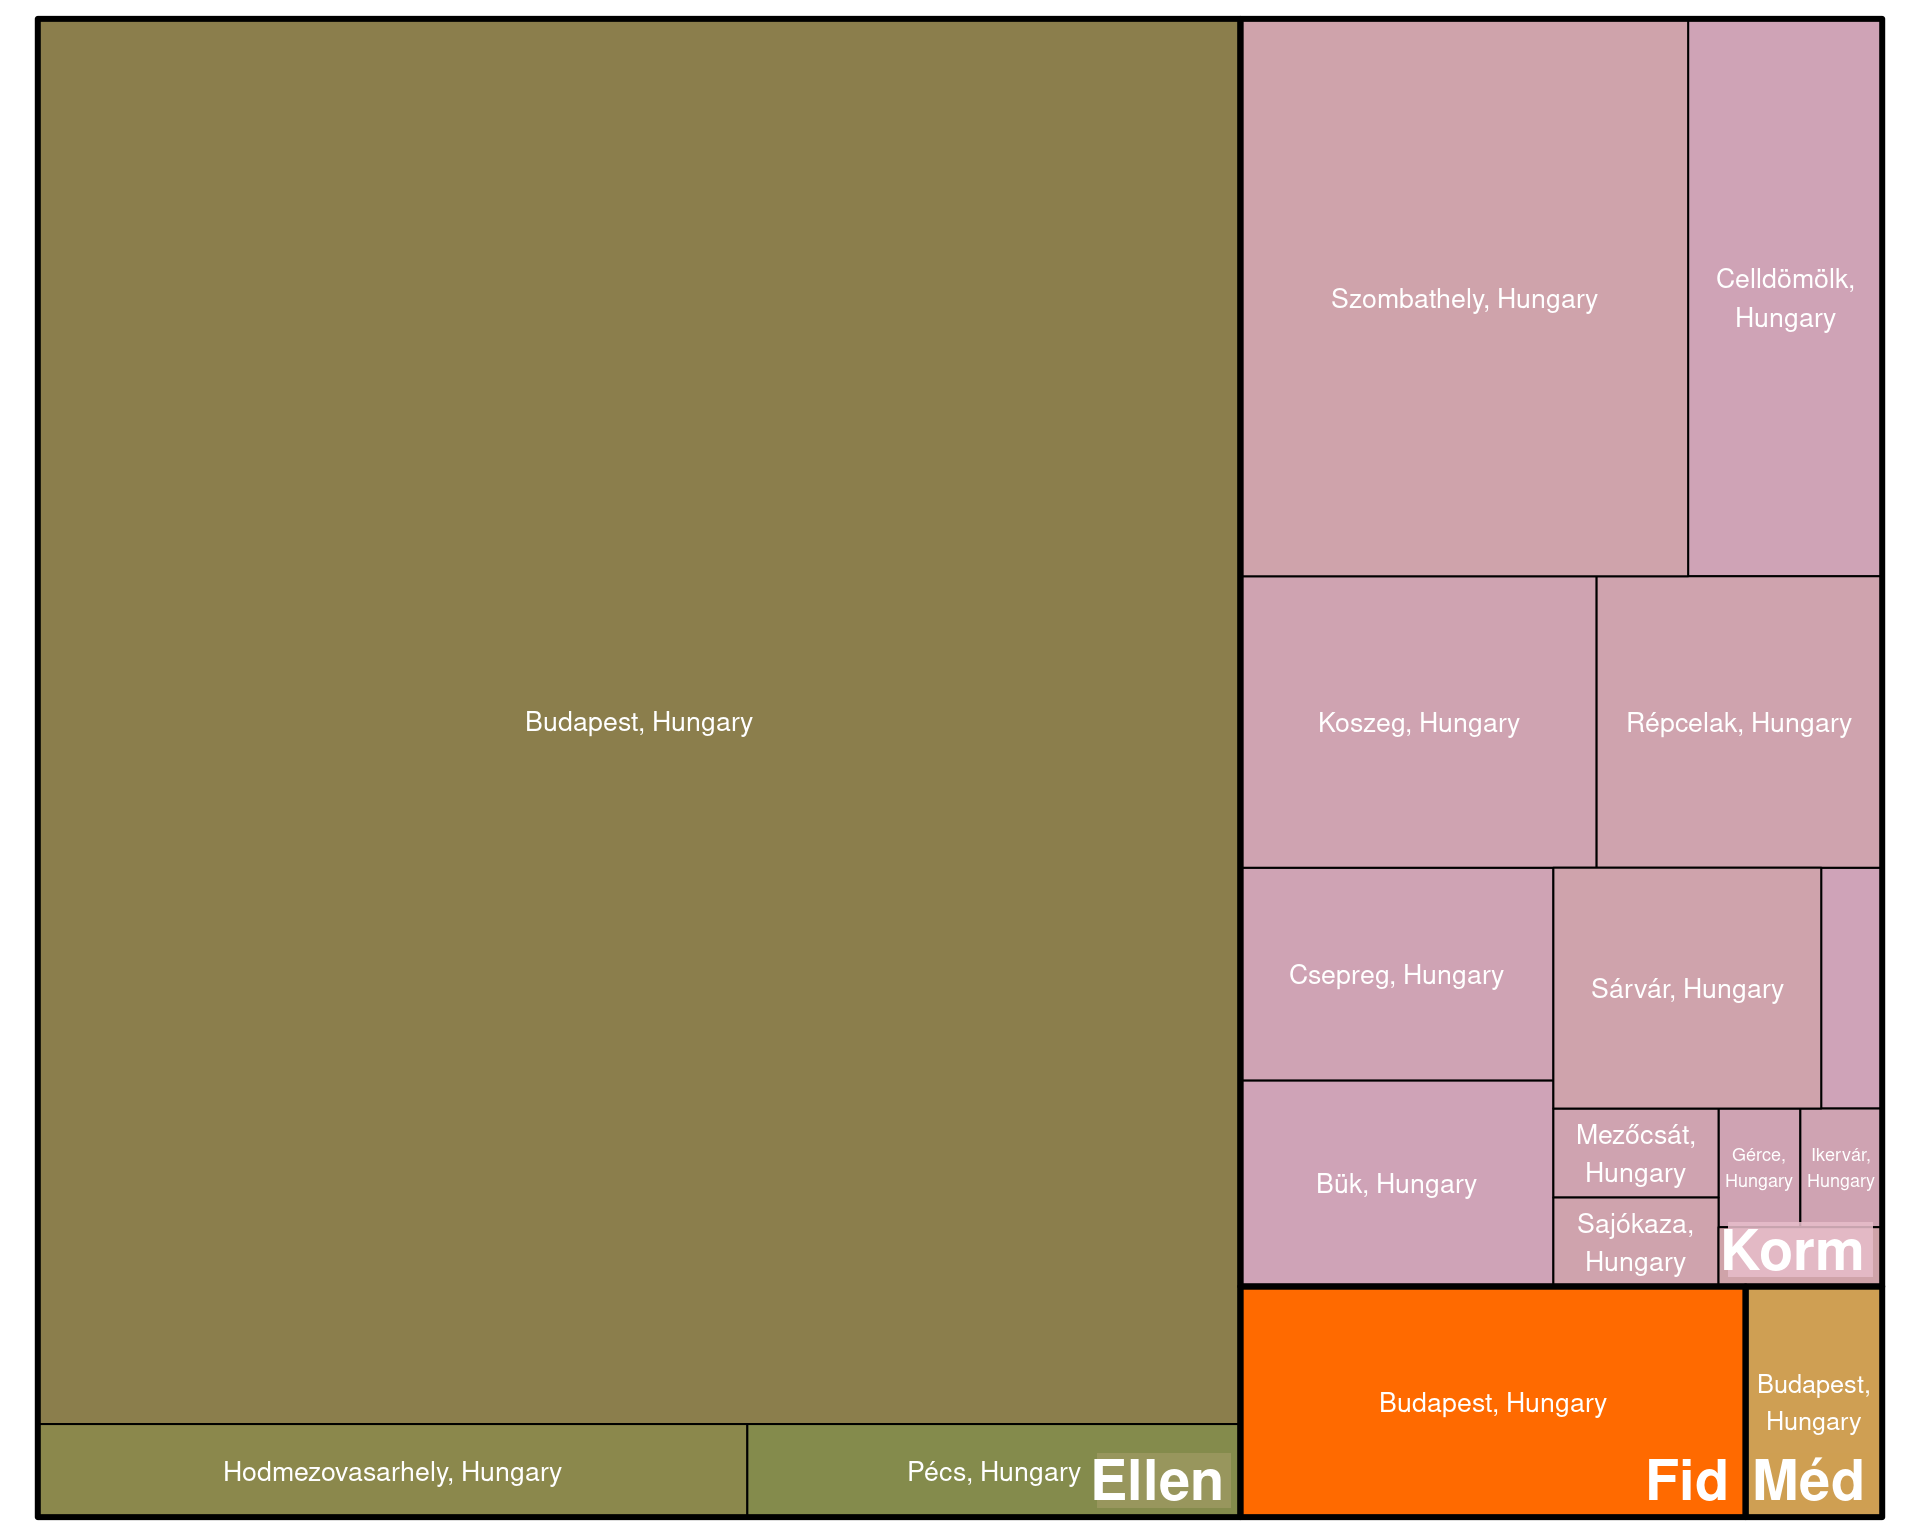 Budapest, Hungary
Hodmezovasarhely, Hungary
Pécs, Hungary
Ellen
Szombathely, Hungary
Celldömölk,
Hungary
Koszeg, Hungary
Répcelak, Hungary
Csepreg, Hungary
Sárvár, Hungary
Bük, Hungary
Mezőcsát,
Hungary
Gérce,
Hungary
Ikervár,
Hungary
Sajókaza,
Hungary
Korm
Budapest, Hungary
Fid
Budapest,
Hungary
Méd